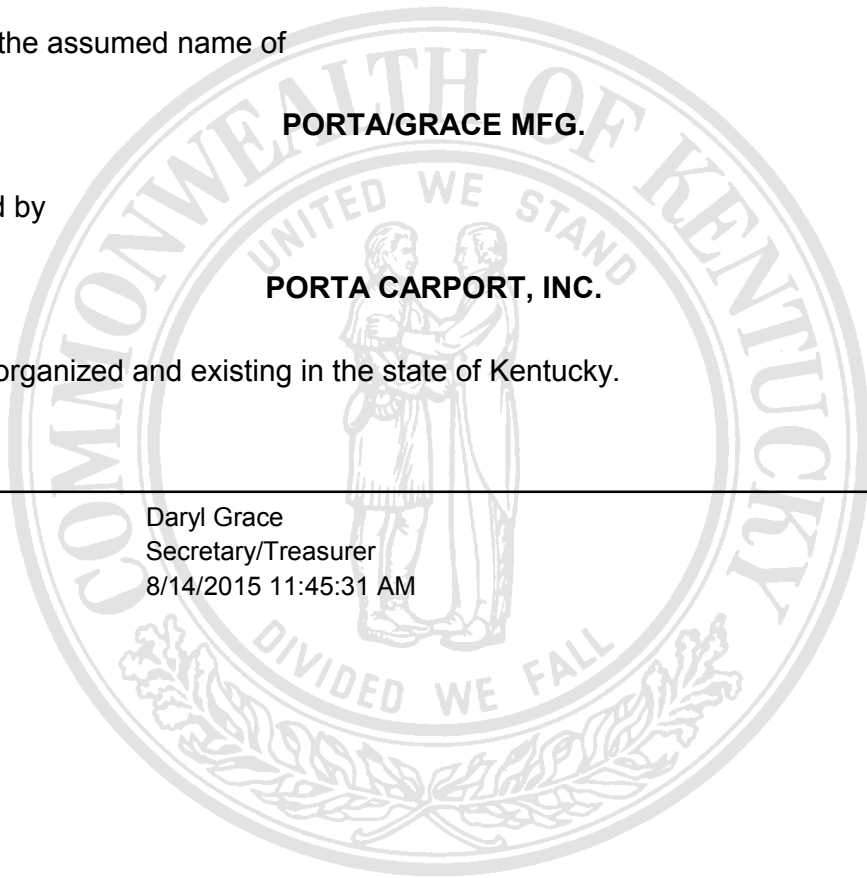 the assumed name of
PORTA/GRACE MFG.
d by
PORTA CARPORT, INC.
organized and existing in the state of Kentucky.
Daryl Grace
Secretary/Treasurer
8/14/2015 11:45:31 AM
COMMONWEALTH OF KENTUCKY
UNITED WE STAND
DIVIDED WE FALL